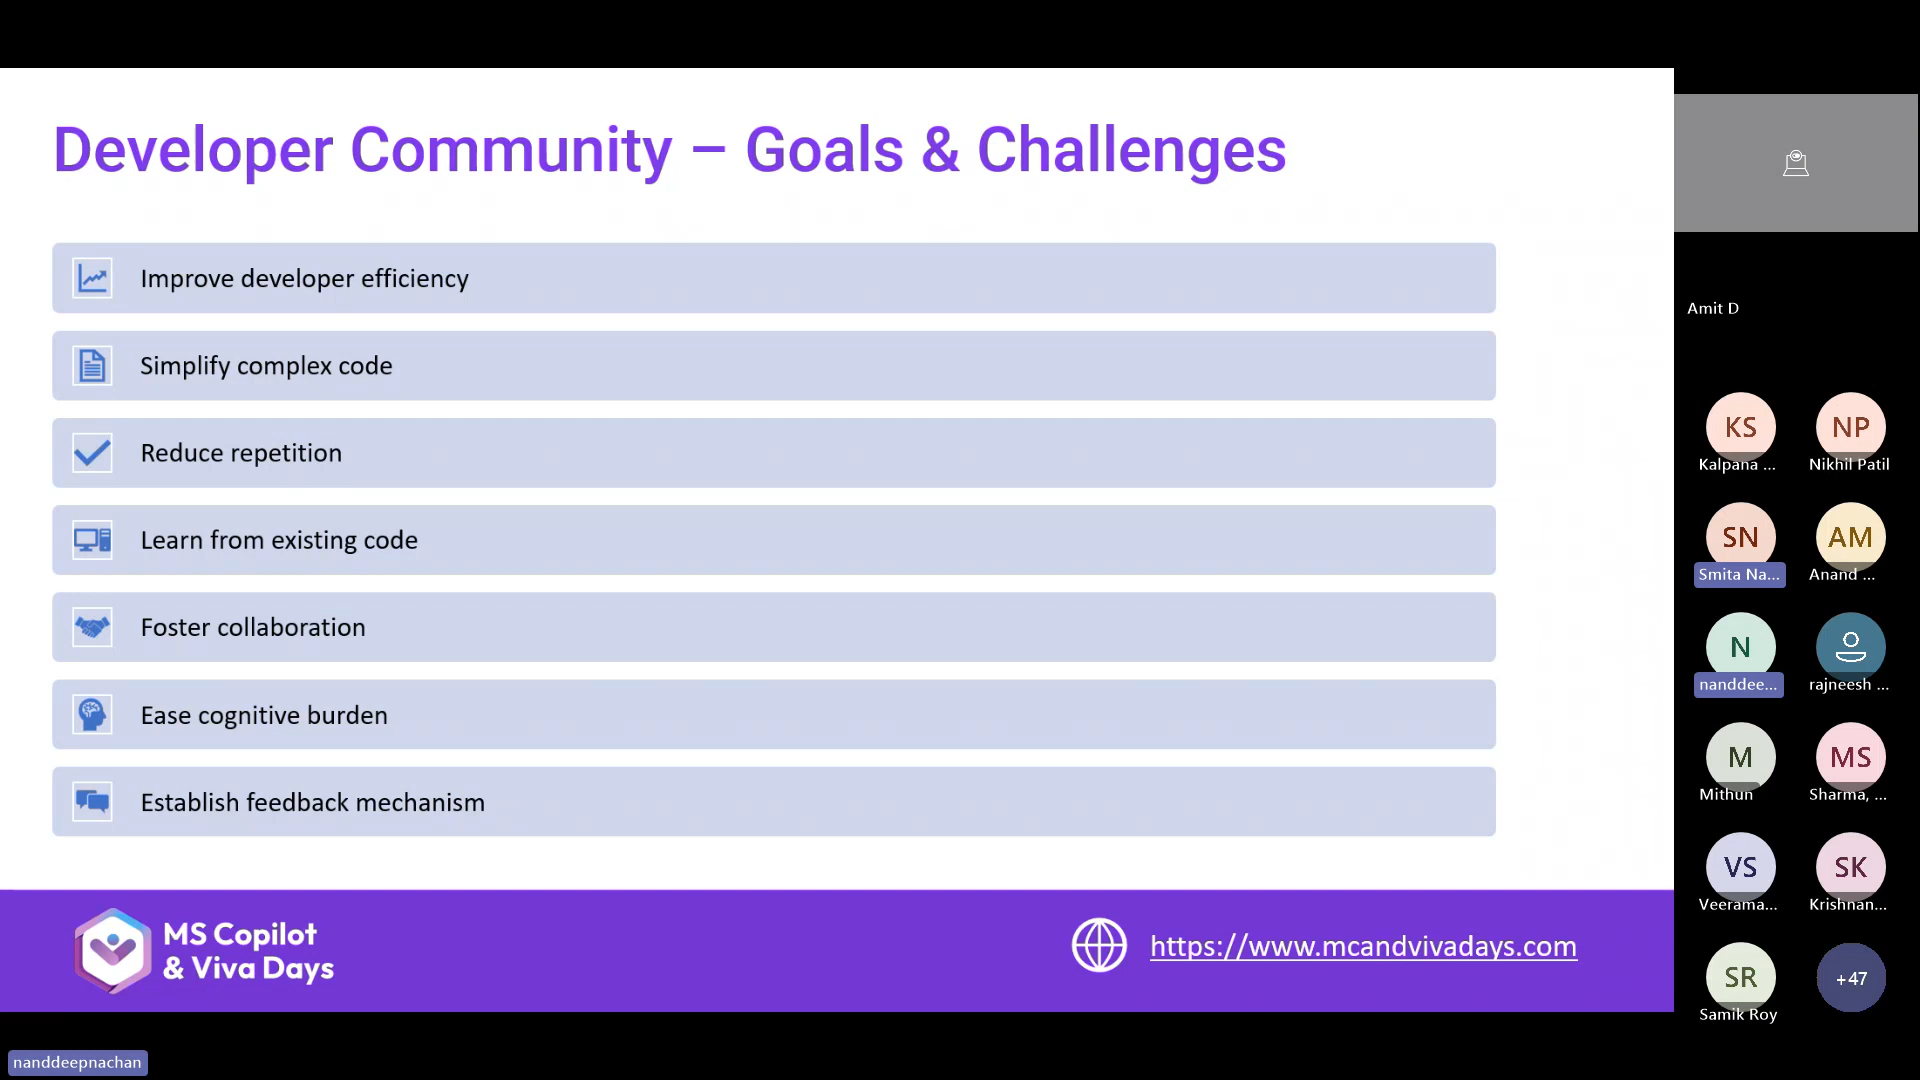 Developer Community – Goals & Challenges
Improve developer efficiency
Simplify complex code
Reduce repetition
Learn from existing code
Foster collaboration
Ease cognitive burden
Establish feedback mechanism
MS Copilot
& Viva Days
https://www.mcandvivadays.com
Amit D
KS NP
Kalpana ... Nikhil Patil
SN AM
Smita Na... Anand ...
N
nanddee... rajneesh ...
M MS
Mithun Sharma, ...
VS SK
Veerama... Krishnan...
SR +47
Samik Roy
nanddeepnachan